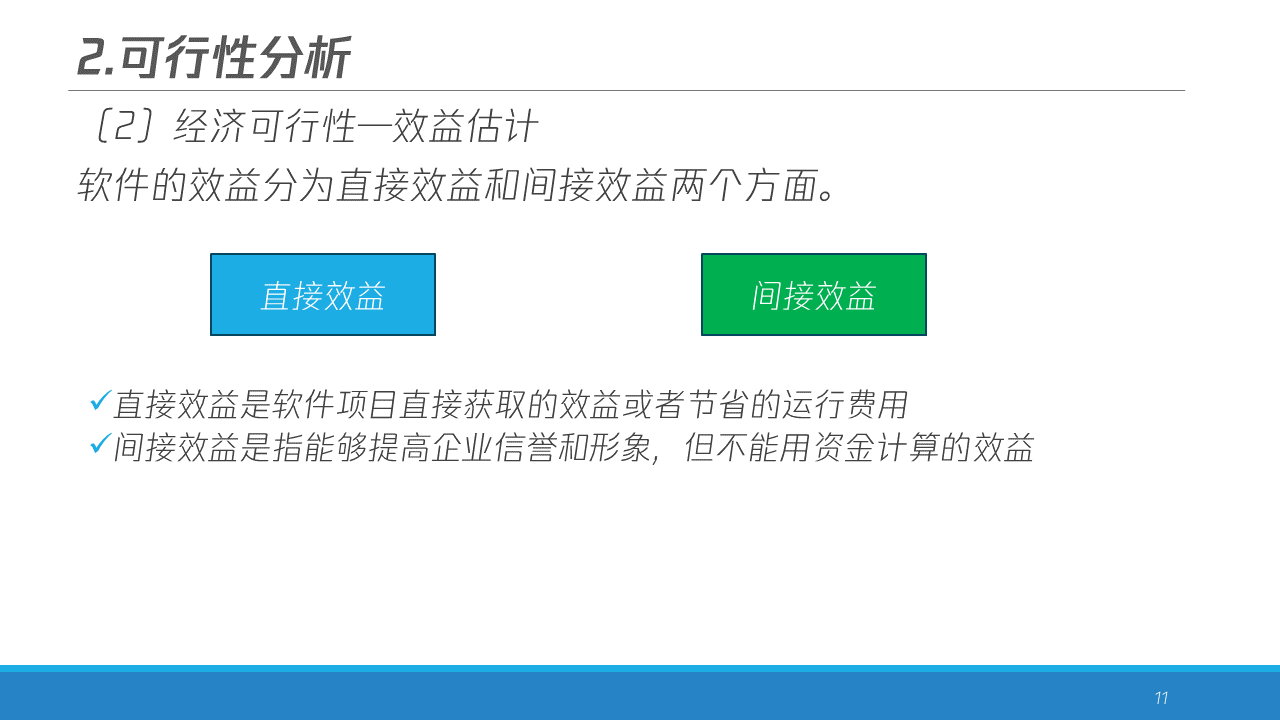 2.可行性分析
（2）经济可行性—效益估计
软件的效益分为直接效益和间接效益两个方面。
直接效益
间接效益
✓直接效益是软件项目直接获取的效益或者节省的运行费用
✓间接效益是指能够提高企业信誉和形象，但不能用资金计算的效益
11